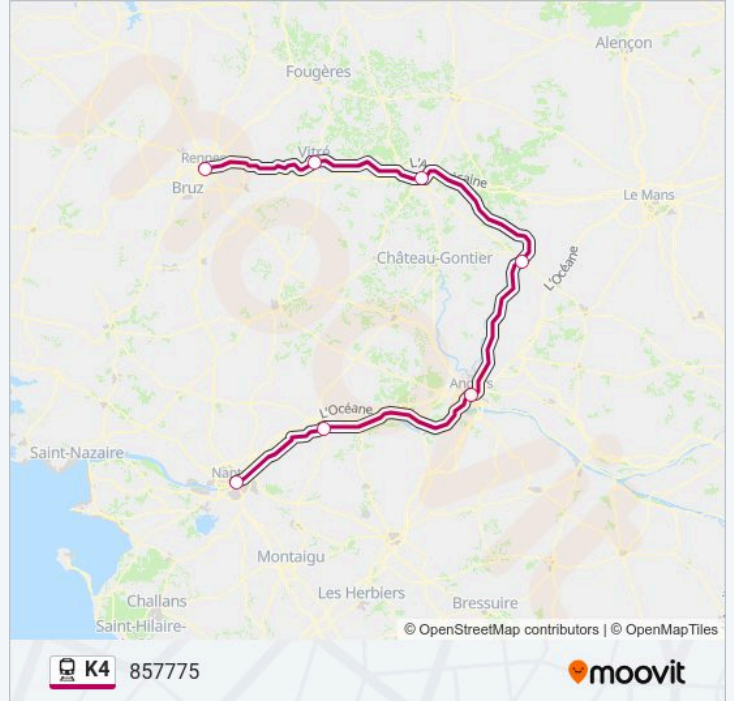 Alençon
Fougères
Rennes
Vitré
Bruz
Le Mans
Château-Gontier
L'Océane
Angers
L'Océane
Saint-Nazaire
Montaigu
Les Herbiers
Bressuire
Challans
Saint-Hilaire-
© OpenStreetMap contributors | © OpenMapTiles
K4 857775
moovit